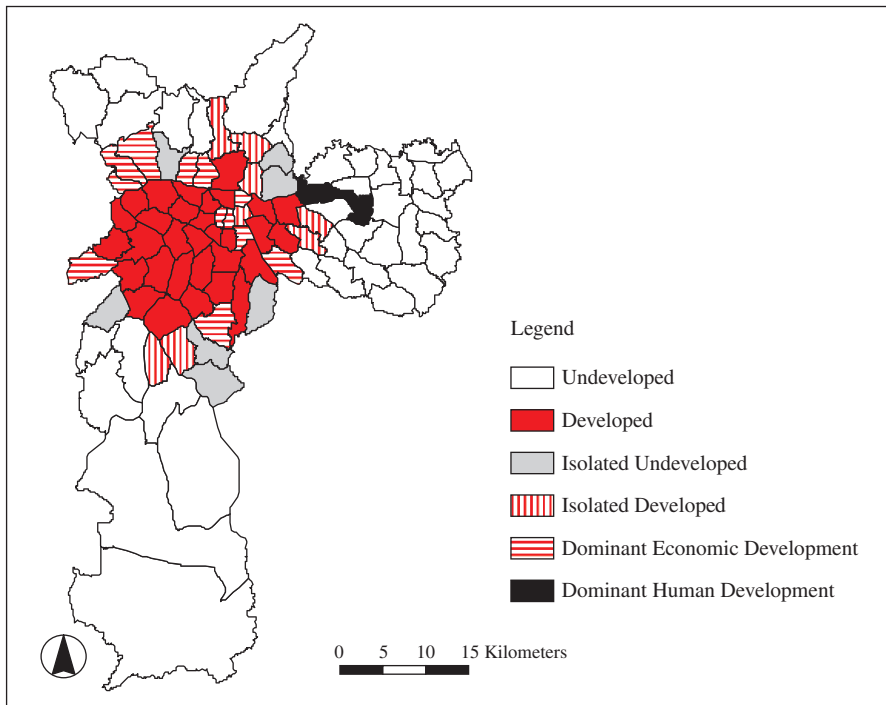 Legend
Undeveloped
Developed
Isolated Undeveloped
Isolated Developed
Dominant Economic Development
Dominant Human Development
0 5 10 15 Kilometers